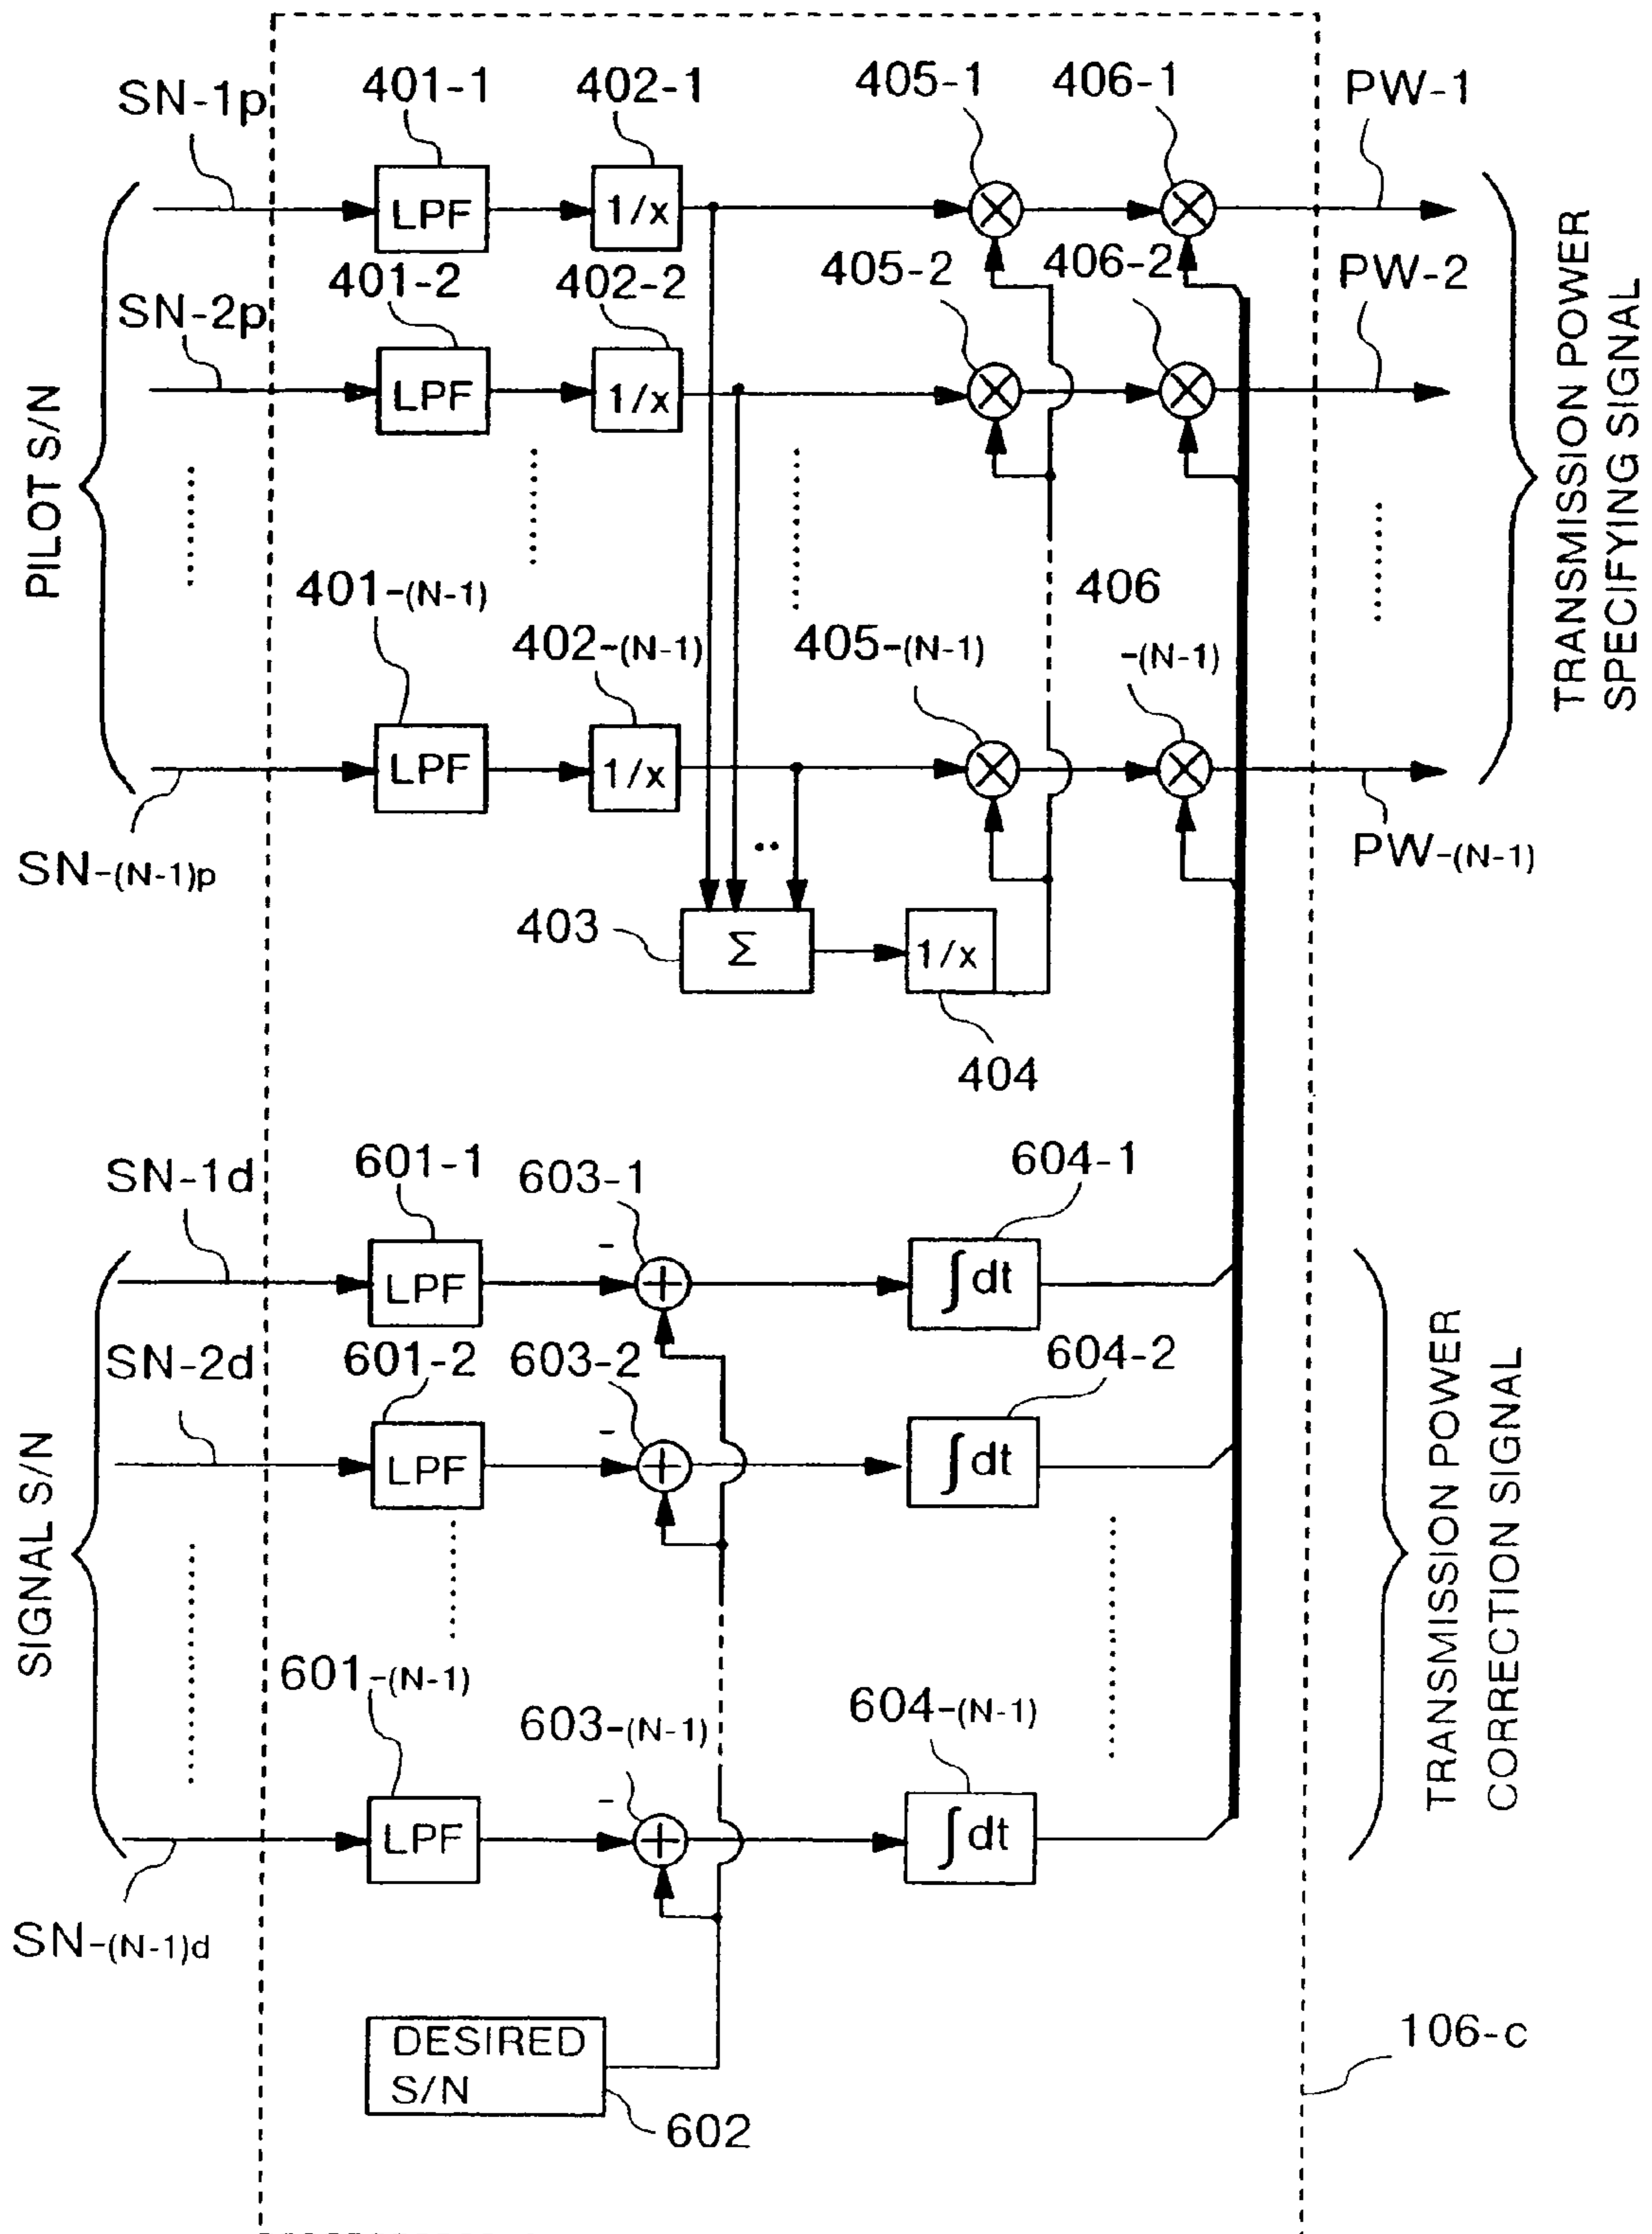 SN-1p
401-1
402-1
405-1
406-1
PW-1
LPF
1/x
SN-2p
401-2
402-2
405-2
406-2
PW-2
LPF
1/x
PILOT S/N
TRANSMISSION POWER
SPECIFYING SIGNAL
401-(N-1)
402-(N-1)
405-(N-1)
406
-(N-1)
LPF
1/x
SN-(N-1)p
PW-(N-1)
403
Σ
1/x
404
SN-1d
601-1
603-1
604-1
LPF
-
+
∫dt
SN-2d
601-2
603-2
604-2
LPF
-
+
∫dt
SIGNAL S/N
TRANSMISSION POWER
CORRECTION SIGNAL
601-(N-1)
603-(N-1)
604-(N-1)
LPF
-
+
∫dt
SN-(N-1)d
DESIRED
S/N
602
106-c